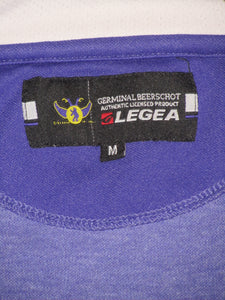 GERMINAL BEERSCHOT
AUTHENTIC LICENSED PRODUCT
LEGEA
M